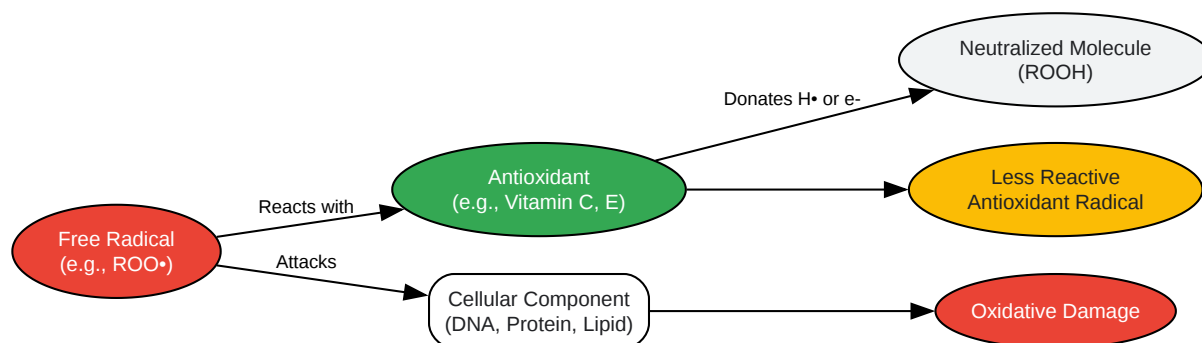 Neutralized Molecule
(ROOH)
Donates H• or e-
Antioxidant
(e.g., Vitamin C, E)
Less Reactive
Antioxidant Radical
Reacts with
Free Radical
(e.g., ROO•)
Attacks
Cellular Component
(DNA, Protein, Lipid)
Oxidative Damage